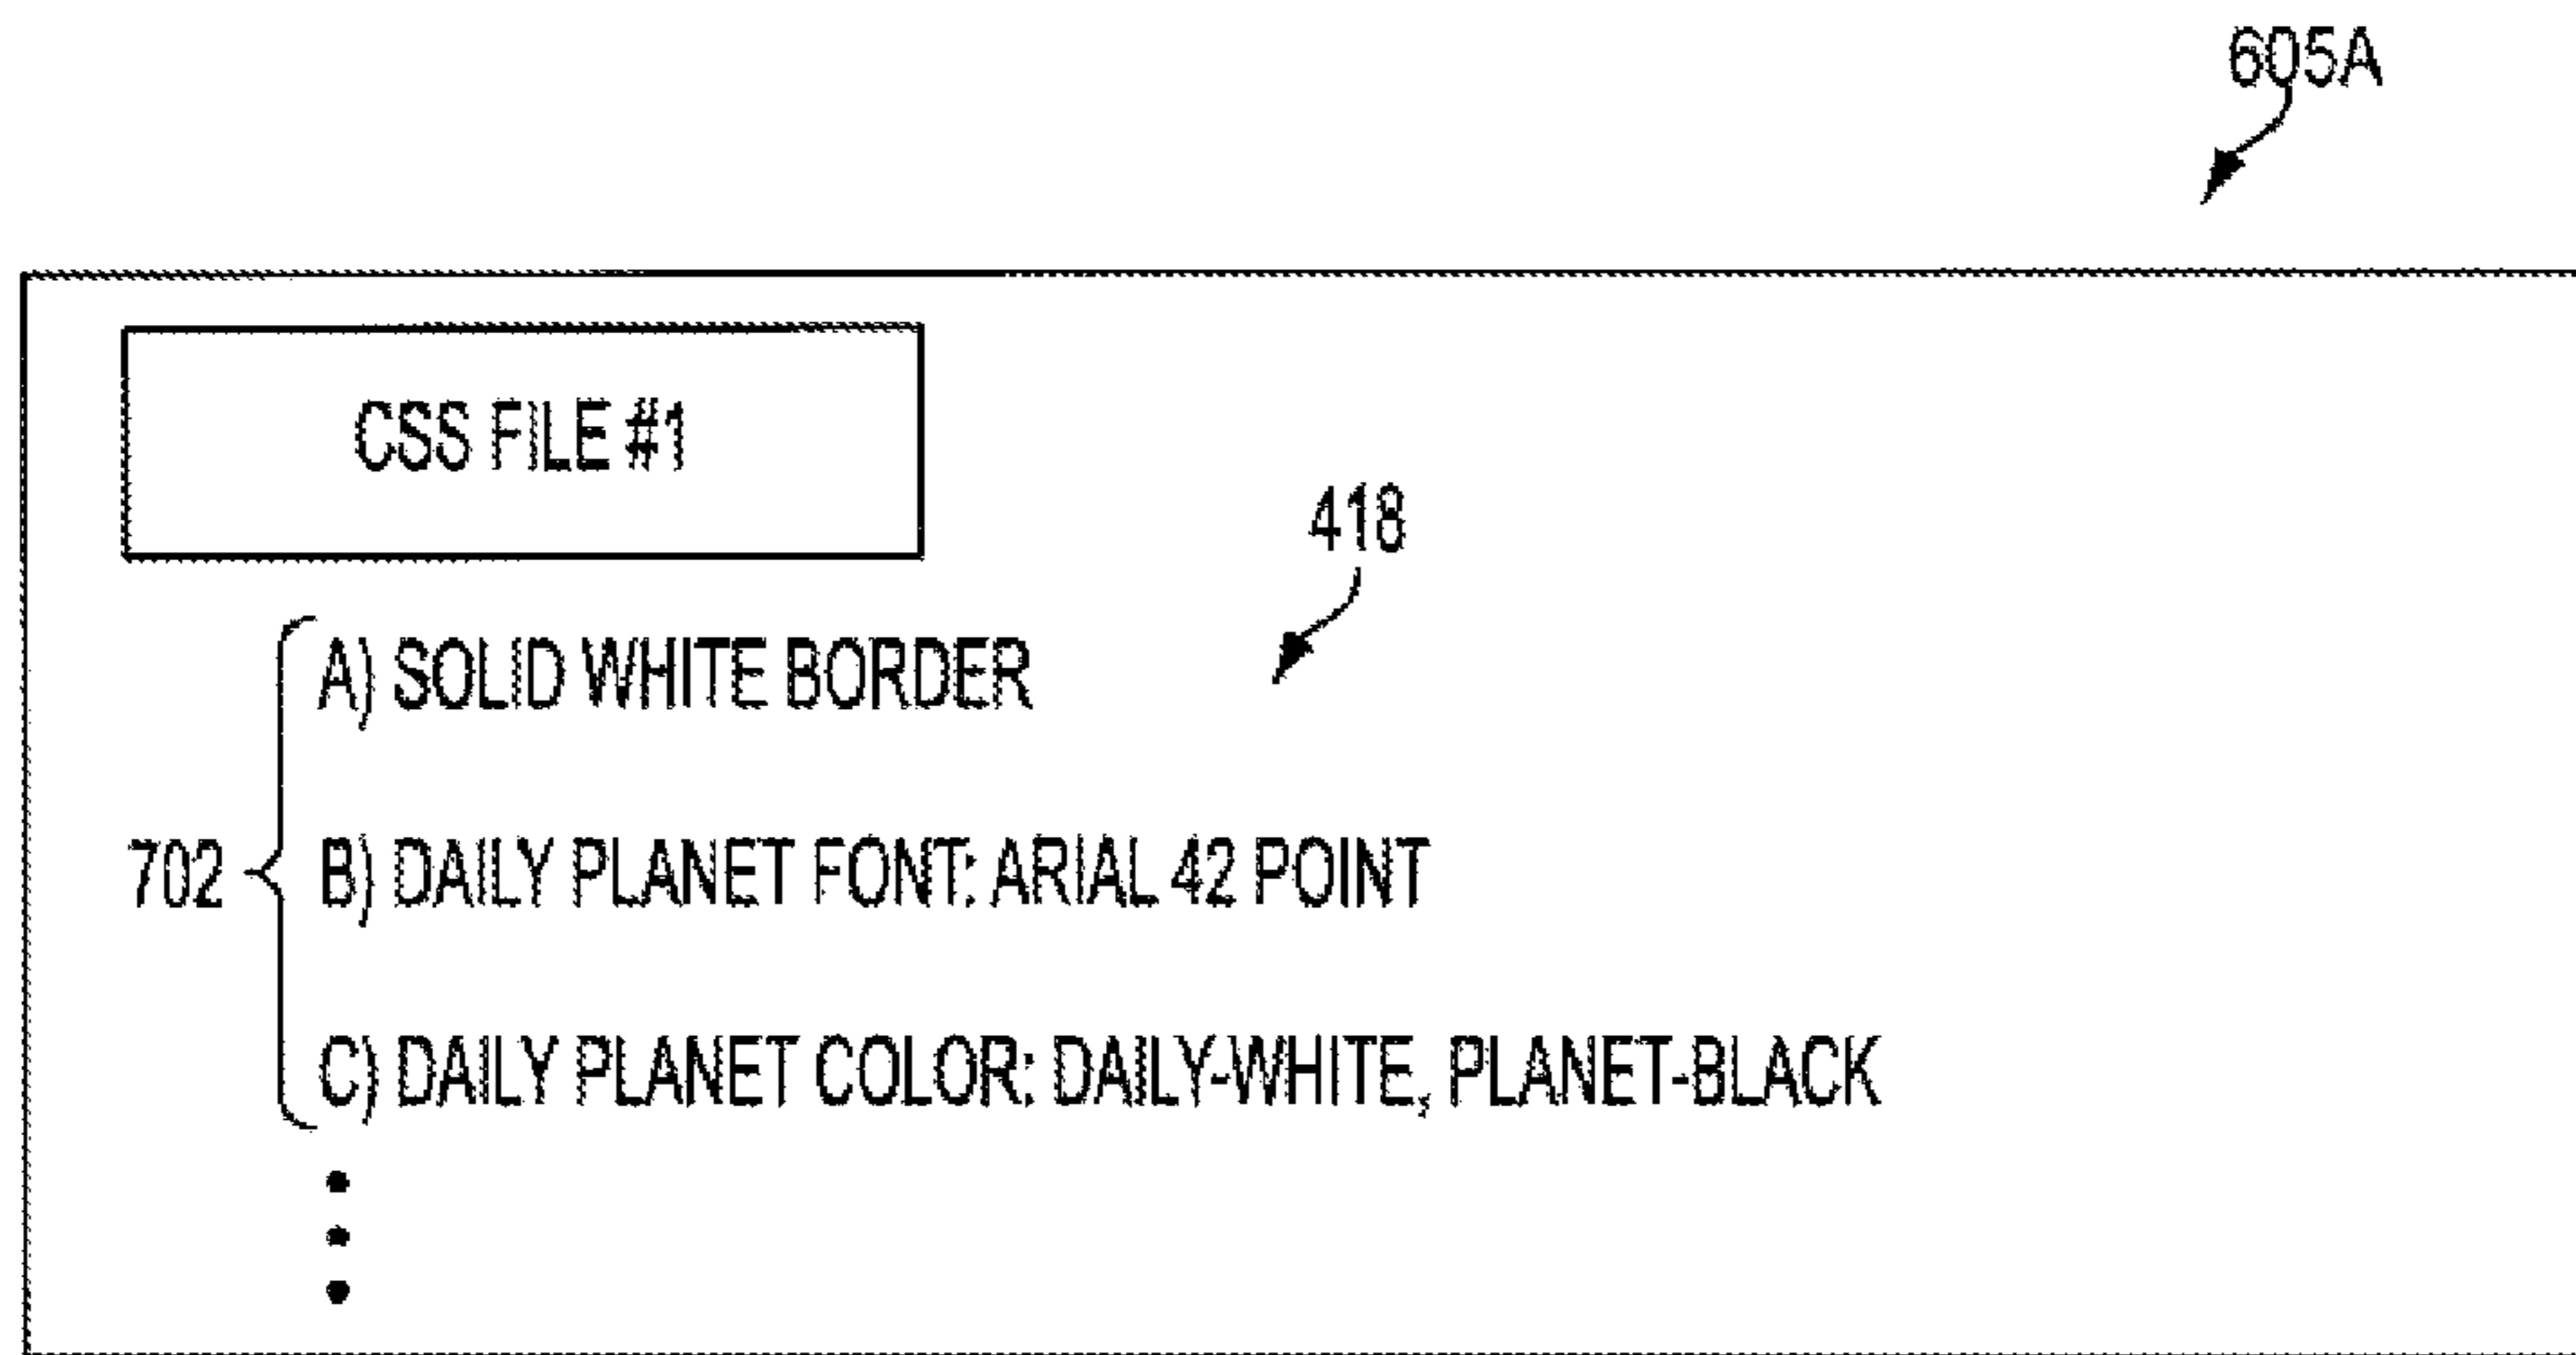 605A
CSS FILE #1
418
A) SOLID WHITE BORDER
702
B) DAILY PLANET FONT: ARIAL 42 POINT
C) DAILY PLANET COLOR: DAILY-WHITE, PLANET-BLACK